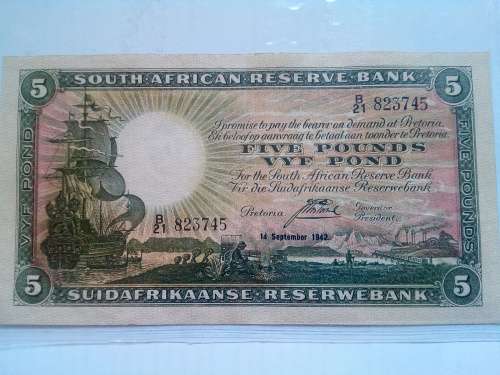 5 SOUTH AFRICAN RESERVE BANK 5
B/21 823745
I promise to pay the bearer on demand at Pretoria.
Ek beloof op aanvraag te betaal aan toonder te Pretoria.
FIVE POUNDS
VYF POND
For the South African Reserve Bank
Vir die Suidafrikaanse Reserwebank
B/21 823745
Pretoria
Governor
President.
14 September 1942.
VYF POND
FIVE POUNDS
5 SUIDAFRIKAANSE RESERWEBANK 5